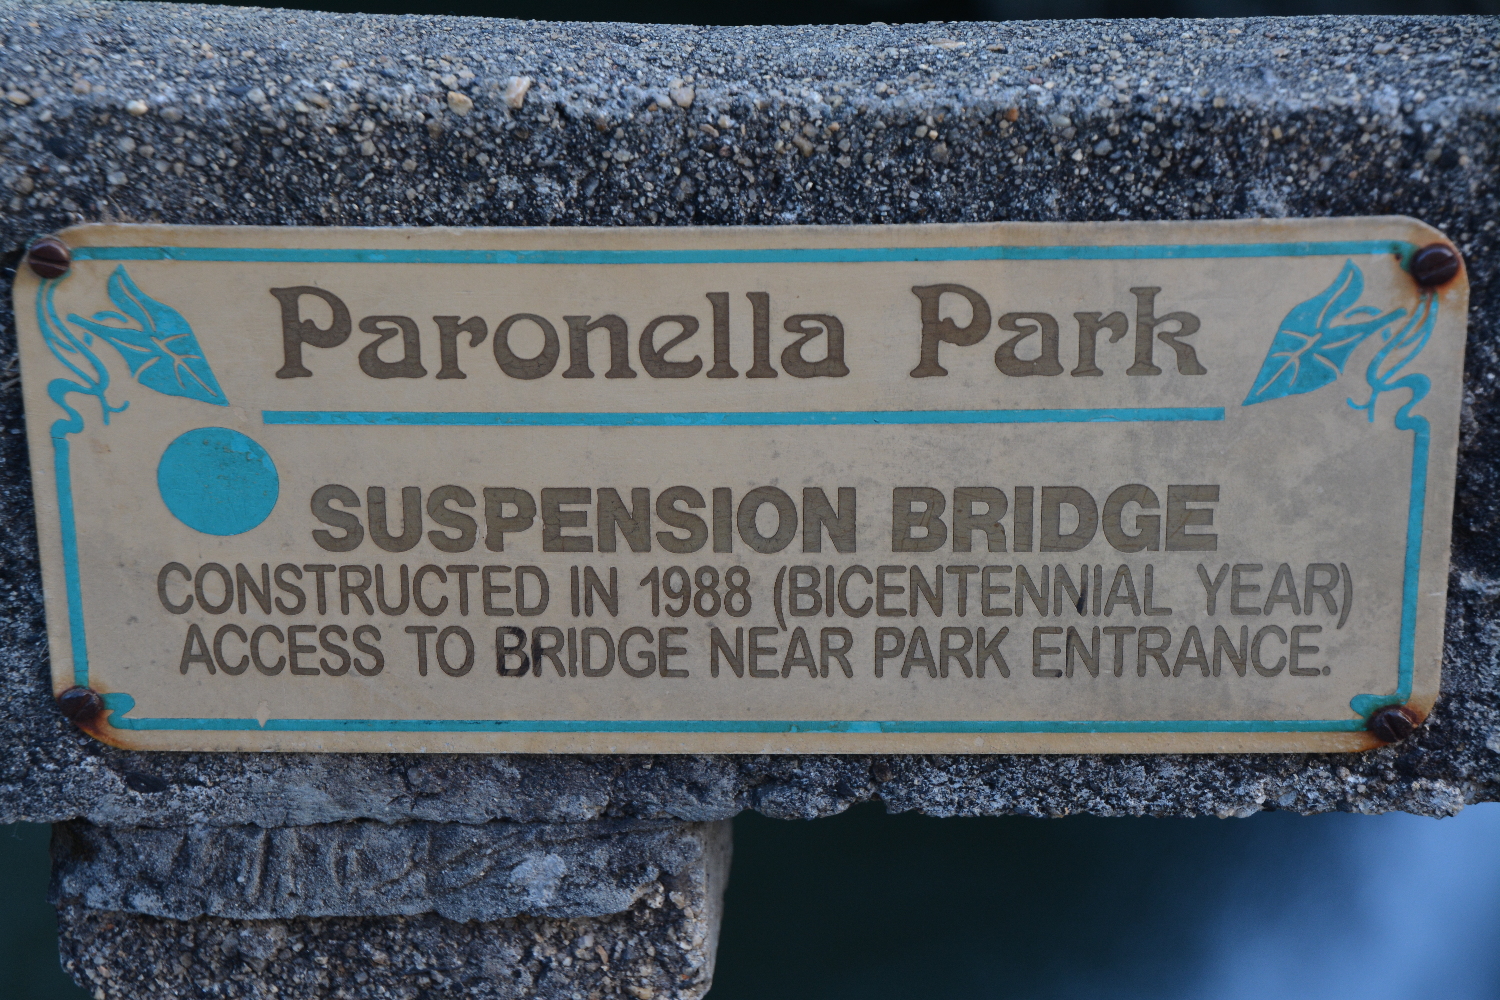 Paronella Park
SUSPENSION BRIDGE
CONSTRUCTED IN 1988 (BICENTENNIAL YEAR)
ACCESS TO BRIDGE NEAR PARK ENTRANCE.